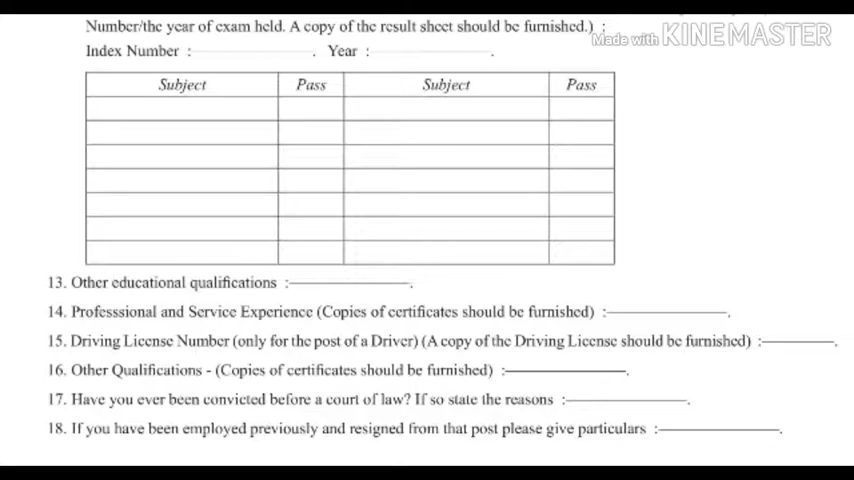 Number/the year of exam held. A copy of the result sheet should be furnished.) :
Made with KINEMASTER
Index Number : . Year : .
Subject Pass Subject Pass
13. Other educational qualifications : .
14. Professsional and Service Experience (Copies of certificates should be furnished) : .
15. Driving License Number (only for the post of a Driver) (A copy of the Driving License should be furnished) : .
16. Other Qualifications - (Copies of certificates should be furnished) : .
17. Have you ever been convicted before a court of law? If so state the reasons : .
18. If you have been employed previously and resigned from that post please give particulars : .